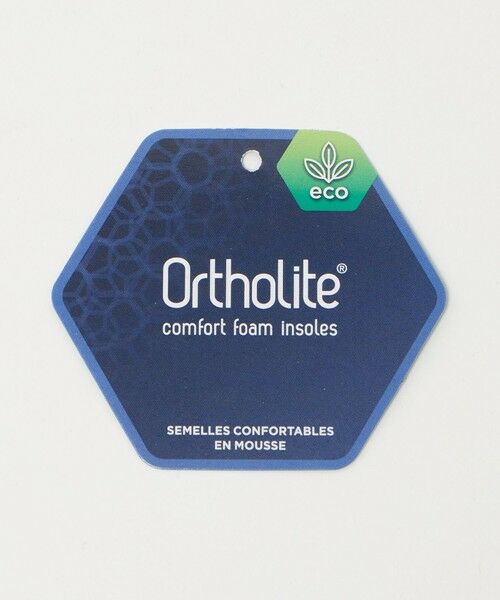 eco
Ortholite®
comfort foam insoles
SEMELLES CONFORTABLES
EN MOUSSE